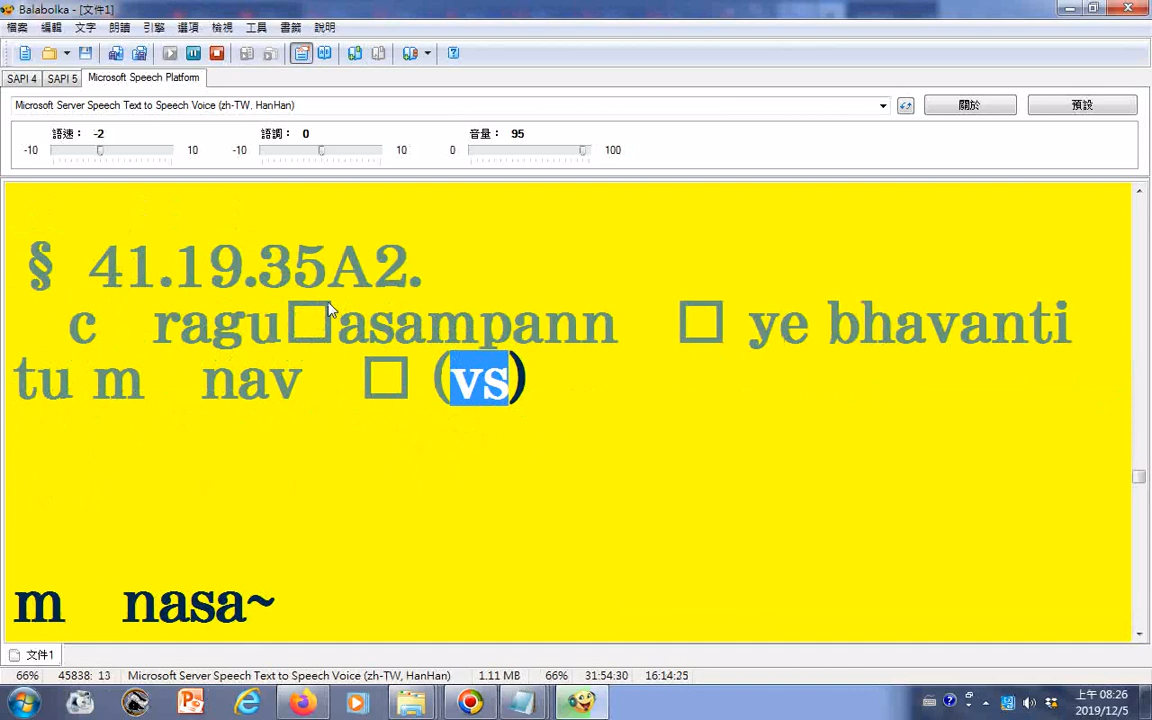 Balabolka - [文件1]
檔案 編輯 文字 朗讀 引擎 選項 檢視 工具 書籤 說明
SAPI 4 SAPI 5 Microsoft Speech Platform
Microsoft Server Speech Text to Speech Voice (zh-TW, HanHan) 關於 預設
語速： -2 語調： 0 音量： 95
-10 10 -10 10 0 100
§ 41.19.35A2.
c ragu□asampann □ ye bhavanti
tu m nav □ (vs)
m nasa~
文件1
66% 45838: 13 Microsoft Server Speech Text to Speech Voice (zh-TW, HanHan) 1.11 MB 66% 31:54:30 16:14:25
上午 08:26
2019/12/5